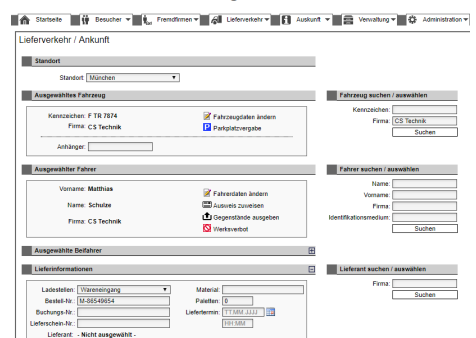 Startseite Besucher Fremdfirmen Lieferverkehr Auskunft Verwaltung Administration
Lieferverkehr / Ankunft
Standort
Standort München
Ausgewähltes Fahrzeug
Kennzeichen: F TR 7874
Firma: CS Technik
Fahrzeugdaten ändern
P Parkplatzvergabe
Anhänger:
Fahrzeug suchen / auswählen
Kennzeichen:
Firma: CS Technik
Suchen
Ausgewählter Fahrer
Vorname: Matthias
Name: Schulze
Firma: CS Technik
Fahrerdaten ändern
Ausweis zuweisen
Gegenstände ausgeben
Werksverbot
Fahrer suchen / auswählen
Name:
Vorname:
Firma:
Identifikationsmedium:
Suchen
Ausgewählte Beifahrer
Lieferinformationen
Ladestellen: Wareneingang
Bestell-Nr.: M-86549654
Buchungs-Nr.:
Lieferschein-Nr.:
Lieferant: - Nicht ausgewählt -
Material:
Paletten: 0
Liefertermin: TT.MM.JJJJ
HH:MM
Lieferant suchen / auswählen
Firma:
Suchen